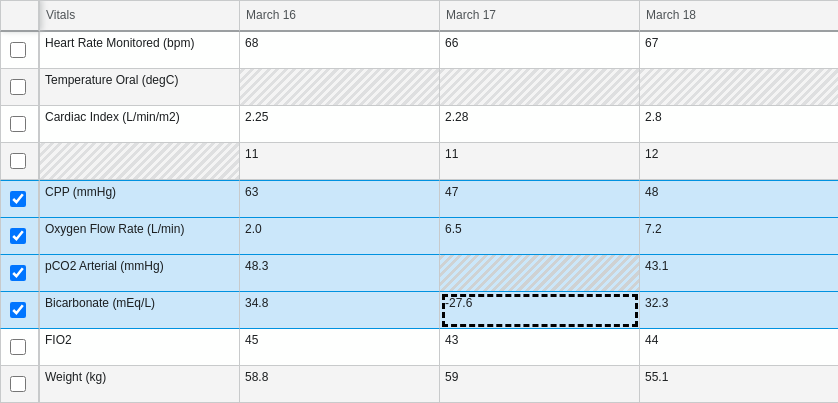 Vitals March 16 March 17 March 18
Heart Rate Monitored (bpm) 68 66 67
Temperature Oral (degC)
Cardiac Index (L/min/m2) 2.25 2.28 2.8
11 11 12
CPP (mmHg) 63 47 48
Oxygen Flow Rate (L/min) 2.0 6.5 7.2
pCO2 Arterial (mmHg) 48.3 43.1
Bicarbonate (mEq/L) 34.8 -27.6 32.3
FIO2 45 43 44
Weight (kg) 58.8 59 55.1